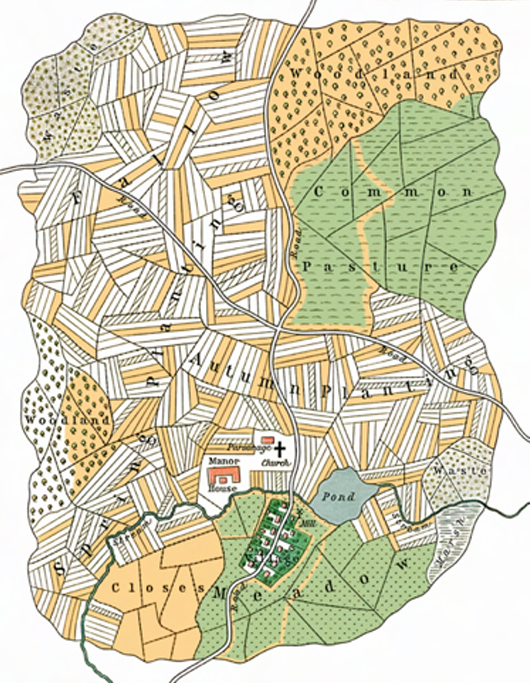 Waste
Woodland
Fallow
Common
Road
Road
Pasture
Spring Planting
Autumn Planting
Road
Woodland
Parsonage
Church
Manor
House
Waste
Pond
Stream
Stream
Mill
Marsh
Closes
Meadow
Road